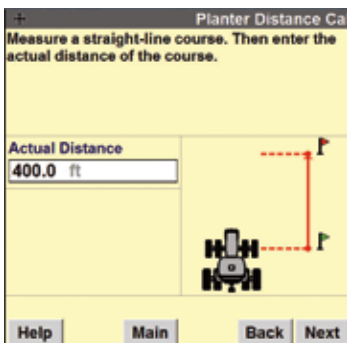 + Planter Distance Ca
Measure a straight-line course. Then enter the
actual distance of the course.
Actual Distance
400.0 ft
Help Main Back Next